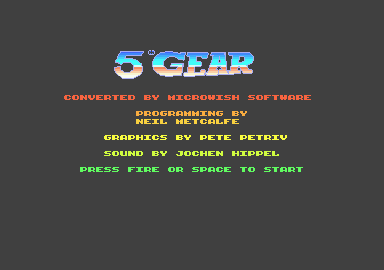 5° GEAR
CONVERTED BY MICROWISH SOFTWARE
PROGRAMMING BY
NEIL METCALFE
GRAPHICS BY PETE PETRIV
SOUND BY JOCHEN HIPPEL
PRESS FIRE OR SPACE TO START